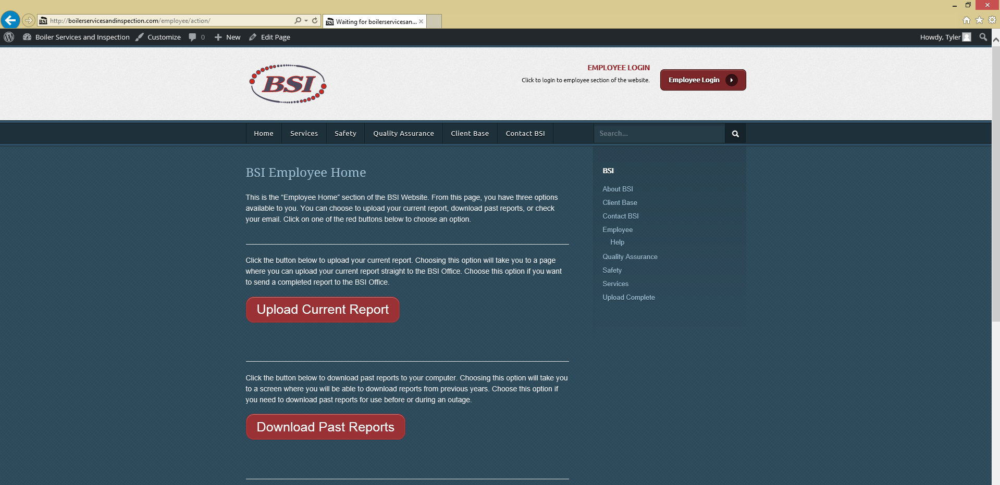 http://boilerservicesandinspection.com/employee/action/
BSI Waiting for boilerservicesan...
Boiler Services and Inspection
Customize
0
New
Edit Page
Howdy, Tyler
BSI
EMPLOYEE LOGIN
Click to login to employee section of the website.
Employee Login
Home
Services
Safety
Quality Assurance
Client Base
Contact BSI
Search...
BSI Employee Home
This is the “Employee Home” section of the BSI Website. From this page, you have three options
available to you. You can choose to upload your current report, download past reports, or check
your email. Click on one of the red buttons below to choose an option.
Click the button below to upload your current report. Choosing this option will take you to a page
where you can upload your current report straight to the BSI Office. Choose this option if you want
to send a completed report to the BSI Office.
Upload Current Report
Click the button below to download past reports to your computer. Choosing this option will take you
to a screen where you will be able to download reports from previous years. Choose this option if
you need to download past reports for use before or during an outage.
Download Past Reports
BSI
About BSI
Client Base
Contact BSI
Employee
Help
Quality Assurance
Safety
Services
Upload Complete